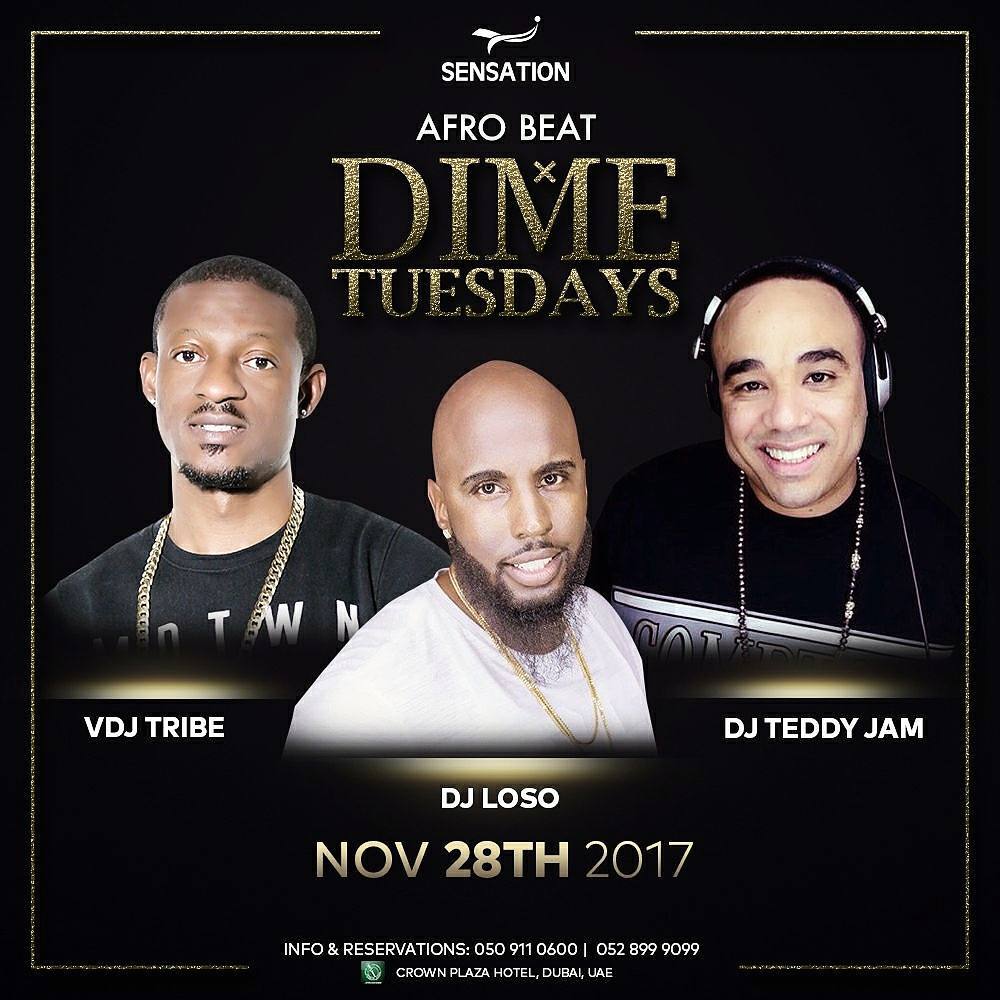 SENSATION
AFRO BEAT
DIME
TUESDAYS
VDJ TRIBE
DJ TEDDY JAM
DJ LOSO
NOV 28TH 2017
INFO & RESERVATIONS: 050 911 0600 | 052 899 9099
CROWN PLAZA HOTEL, DUBAI, UAE